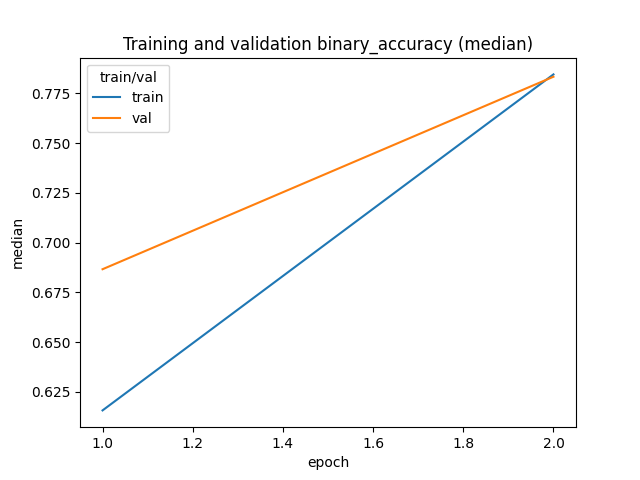 Training and validation binary_accuracy (median)
train/val
train
val
0.775
0.750
0.725
0.700
0.675
0.650
0.625
median
1.0 1.2 1.4 1.6 1.8 2.0
epoch